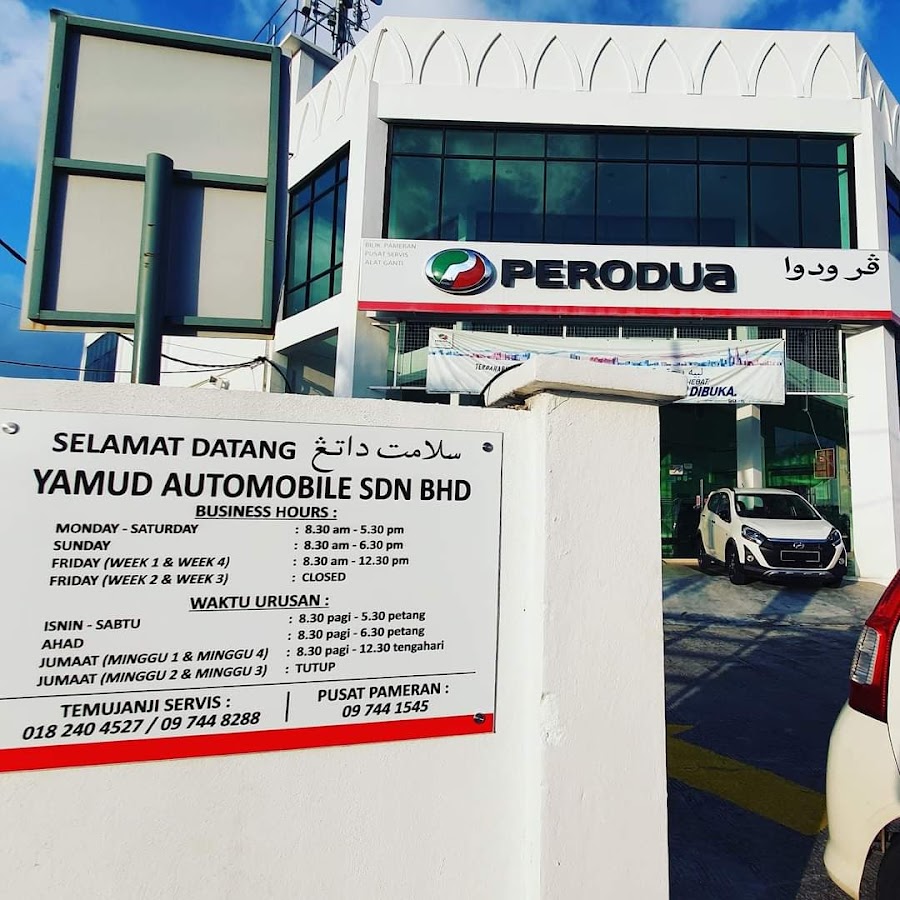 BILIK PAMERAN
PUSAT SERVIS
ALAT GANTI
PERODUA ڤرودوا
HEBAT
DIBUKA.
SELAMAT DATANG سلامت داتڠ
YAMUD AUTOMOBILE SDN BHD
BUSINESS HOURS :
MONDAY - SATURDAY : 8.30 am - 5.30 pm
SUNDAY : 8.30 am - 6.30 pm
FRIDAY (WEEK 1 & WEEK 4) : 8.30 am - 12.30 pm
FRIDAY (WEEK 2 & WEEK 3) : CLOSED
WAKTU URUSAN :
ISNIN - SABTU : 8.30 pagi - 5.30 petang
AHAD : 8.30 pagi - 6.30 petang
JUMAAT (MINGGU 1 & MINGGU 4) : 8.30 pagi - 12.30 tengahari
JUMAAT (MINGGU 2 & MINGGU 3) : TUTUP
TEMUJANJI SERVIS :
018 240 4527 / 09 744 8288
PUSAT PAMERAN :
09 744 1545